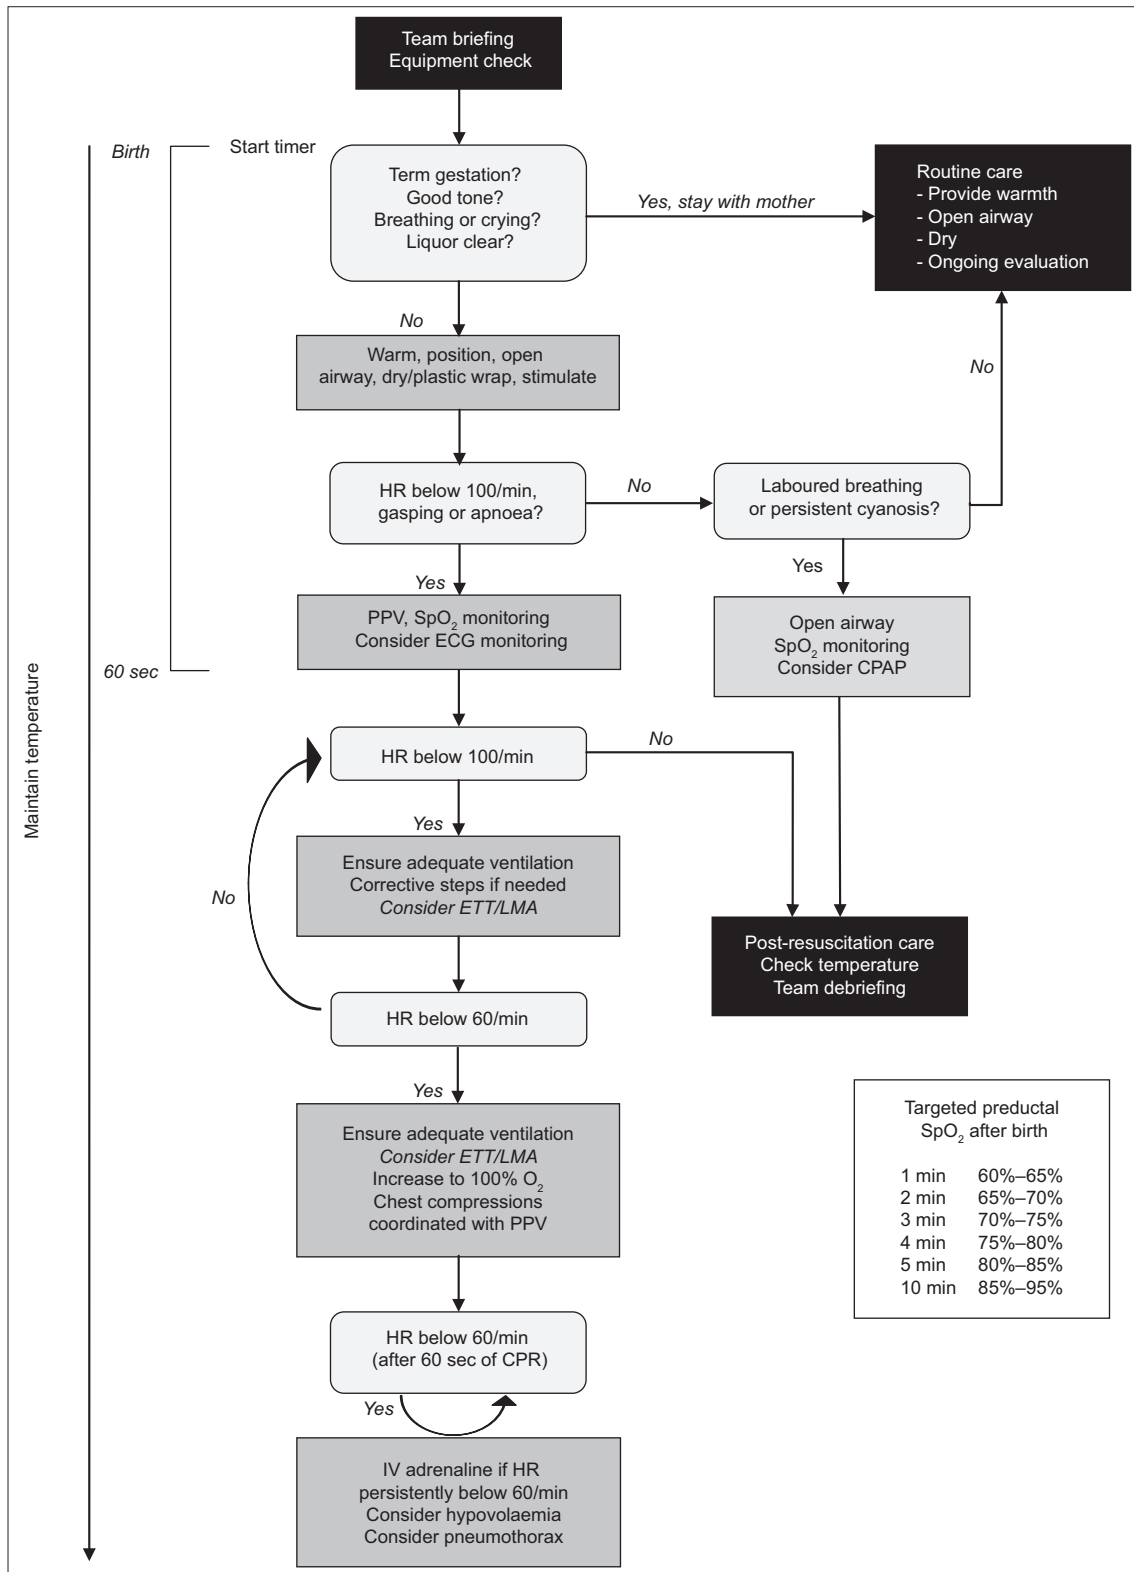 Team briefing
Equipment check
Birth
Start timer
Term gestation?
Good tone?
Breathing or crying?
Liquor clear?
Yes, stay with mother
Routine care
- Provide warmth
- Open airway
- Dry
- Ongoing evaluation
No
Warm, position, open
airway, dry/plastic wrap, stimulate
No
HR below 100/min,
gasping or apnoea?
No
Laboured breathing
or persistent cyanosis?
Yes
Yes
PPV, SpO₂ monitoring
Consider ECG monitoring
Open airway
SpO₂ monitoring
Consider CPAP
60 sec
Maintain temperature
HR below 100/min
No
Yes
Ensure adequate ventilation
Corrective steps if needed
Consider ETT/LMA
No
Post-resuscitation care
Check temperature
Team debriefing
HR below 60/min
Yes
Ensure adequate ventilation
Consider ETT/LMA
Increase to 100% O₂
Chest compressions
coordinated with PPV
Targeted preductal
SpO₂ after birth
1 min 60%–65%
2 min 65%–70%
3 min 70%–75%
4 min 75%–80%
5 min 80%–85%
10 min 85%–95%
HR below 60/min
(after 60 sec of CPR)
Yes
IV adrenaline if HR
persistently below 60/min
Consider hypovolaemia
Consider pneumothorax